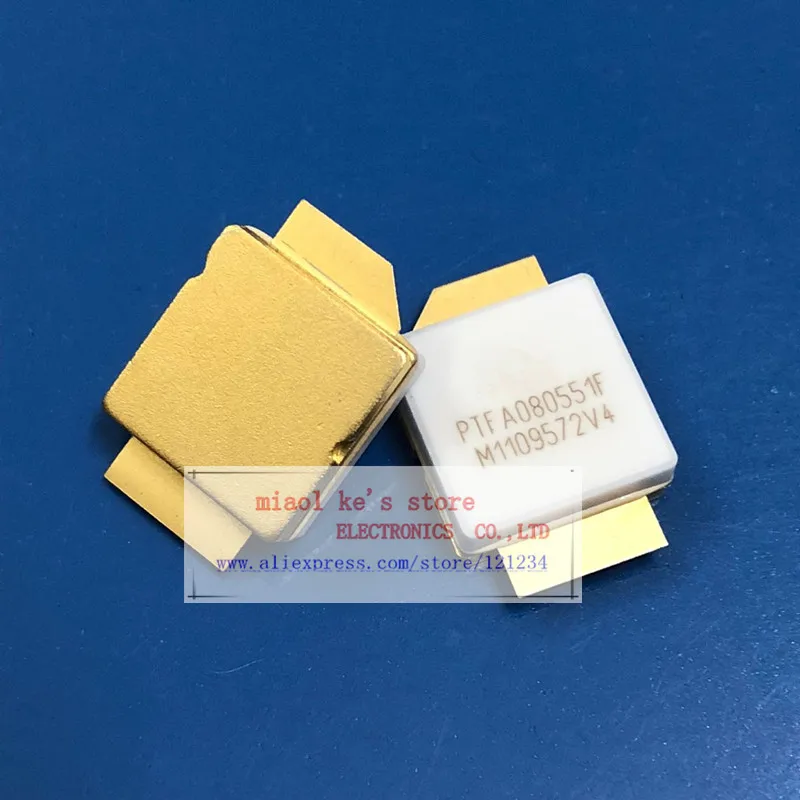 PTFA080551F
M1109572V4
miaol ke's store
ELECTRONICS CO.,LTD
www.aliexpress.com/store/121234